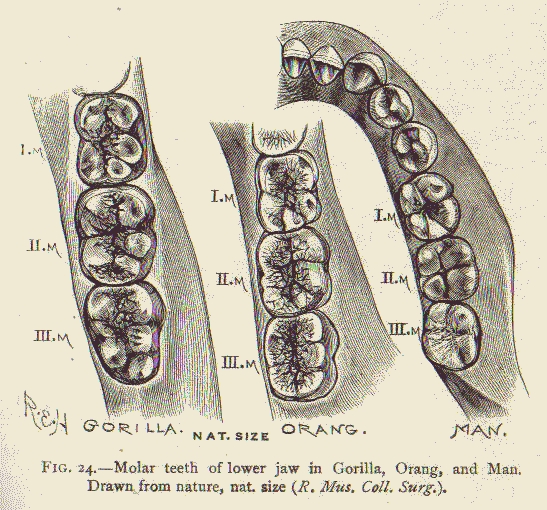 I.M
II.M
III.M
I.M
II.M
III.M
I.M
II.M
III.M
R.E.H
GORILLA. NAT. SIZE ORANG. MAN.
FIG. 24.—Molar teeth of lower jaw in Gorilla, Orang, and Man.
Drawn from nature, nat. size (R. Mus. Coll. Surg.).